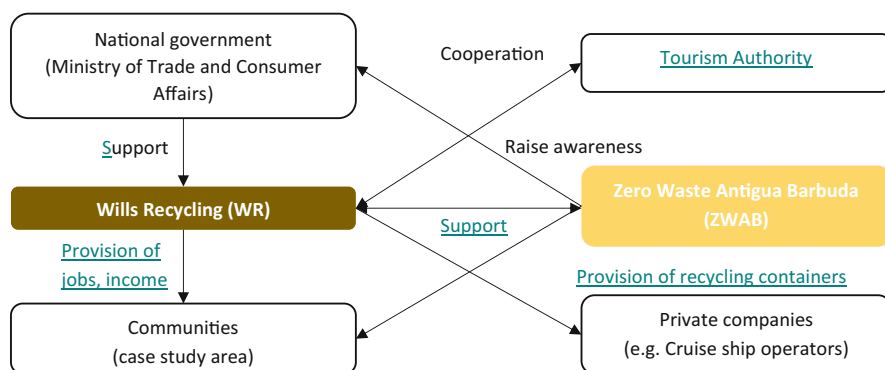 National government
(Ministry of Trade and Consumer
Affairs)
Cooperation
Tourism Authority
Support
Raise awareness
Wills Recycling (WR)
Zero Waste Antigua Barbuda
(ZWAB)
Support
Provision of
jobs, income
Provision of recycling containers
Communities
(case study area)
Private companies
(e.g. Cruise ship operators)